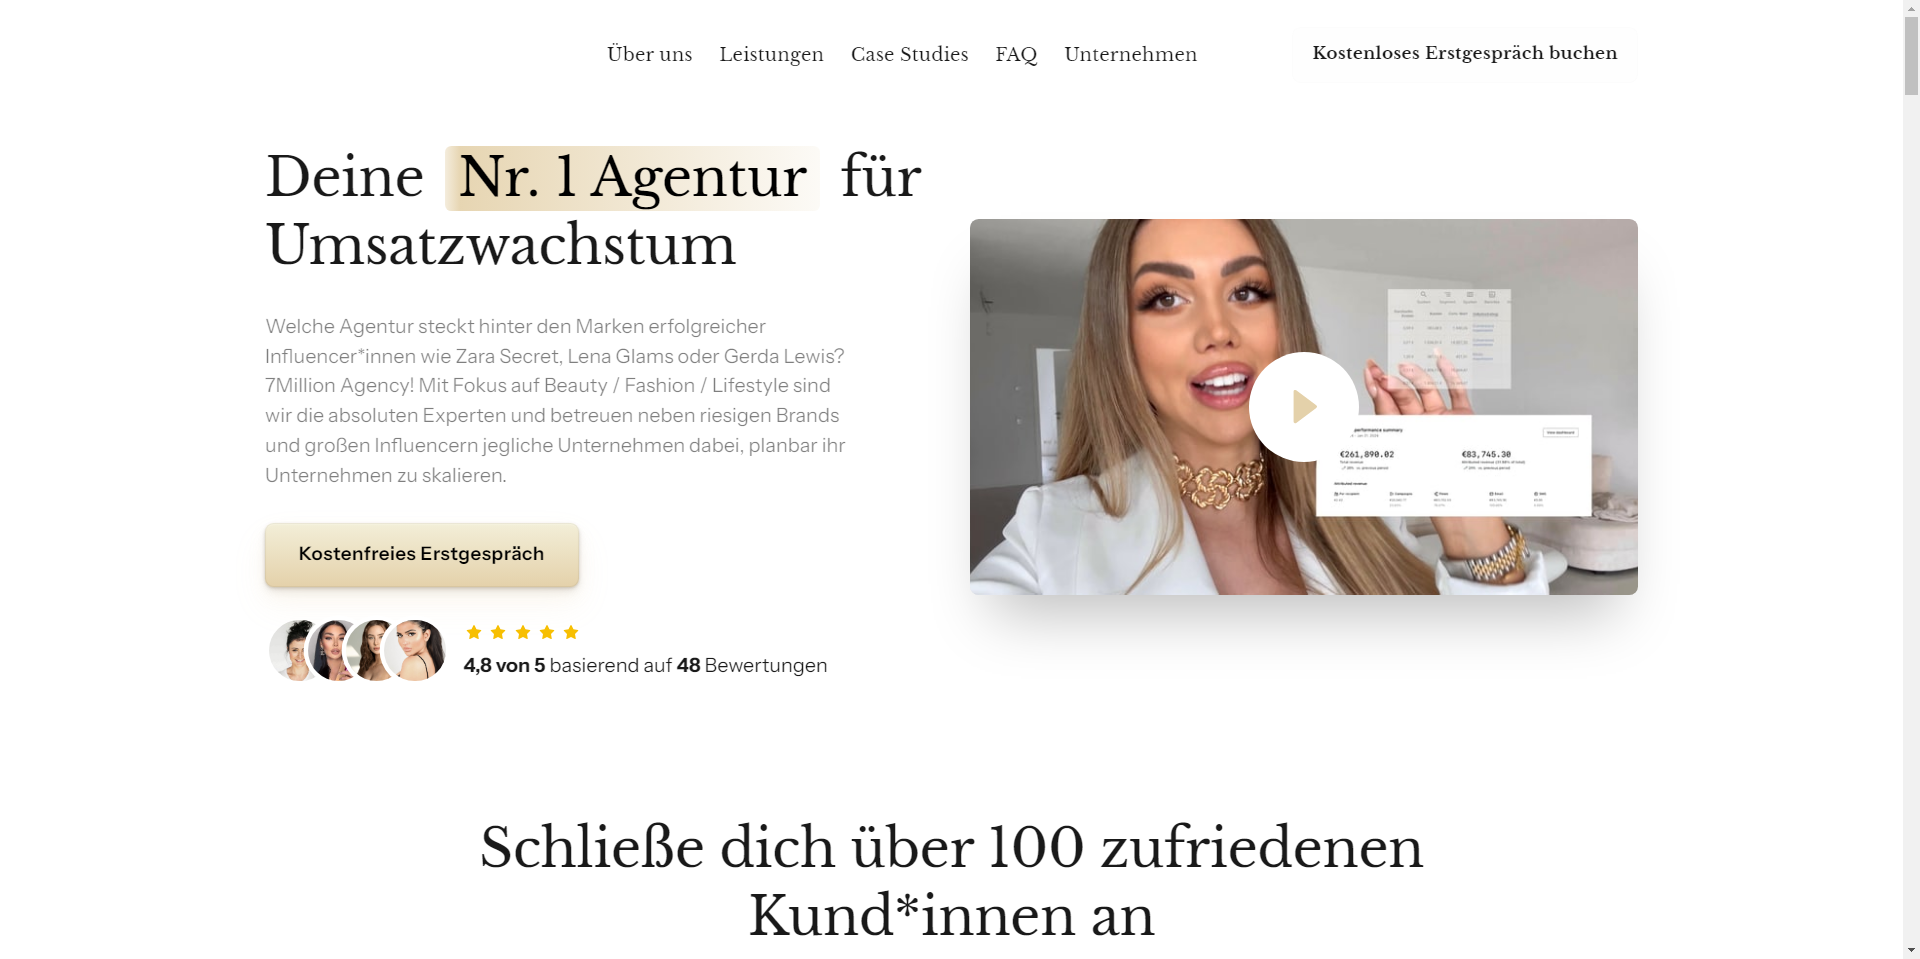 Über uns Leistungen Case Studies FAQ Unternehmen Kostenloses Erstgespräch buchen
Deine Nr. 1 Agentur für
Umsatzwachstum
Welche Agentur steckt hinter den Marken erfolgreicher
Influencer*innen wie Zara Secret, Lena Glams oder Gerda Lewis?
7Million Agency! Mit Fokus auf Beauty / Fashion / Lifestyle sind
wir die absoluten Experten und betreuen neben riesigen Brands
und großen Influencern jegliche Unternehmen dabei, planbar ihr
Unternehmen zu skalieren.
Kostenfreies Erstgespräch
4,8 von 5 basierend auf 48 Bewertungen
performance summary
View dashboard
€261,890.02 €83,745.30
Schließe dich über 100 zufriedenen
Kund*innen an